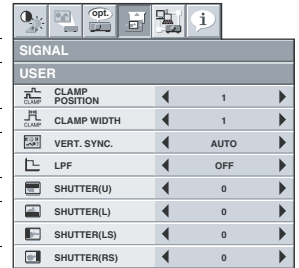 opt.
i
SIGNAL
USER
CLAMP
CLAMP POSITION
1
CLAMP
CLAMP WIDTH
1
VERT. SYNC.
AUTO
LPF
OFF
SHUTTER(U)
0
SHUTTER(L)
0
SHUTTER(LS)
0
SHUTTER(RS)
0